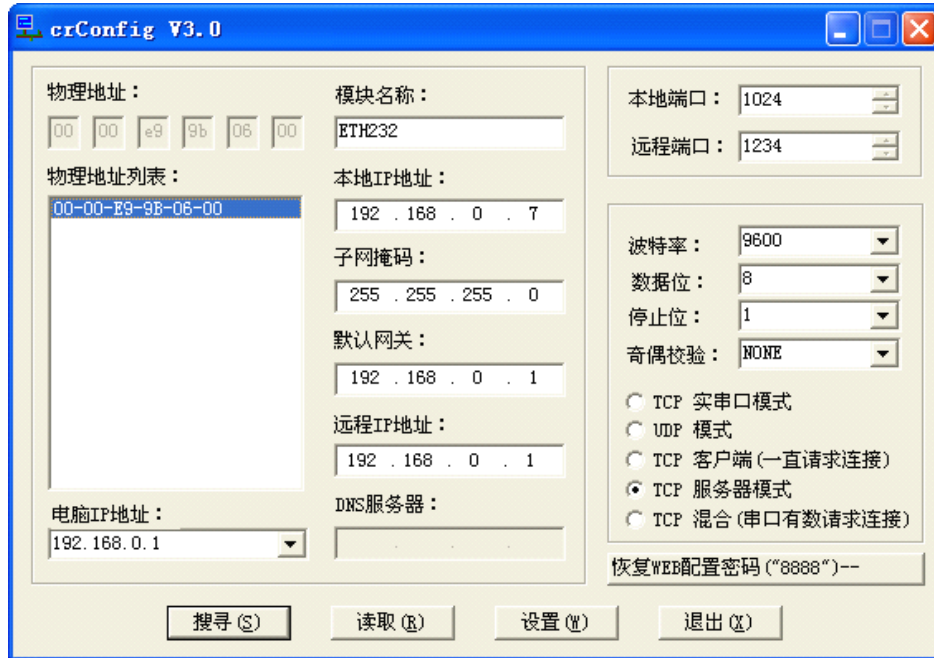 crConfig V3.0
物理地址：
00 00 e9 9b 06 00
物理地址列表：
00-00-E9-9B-06-00
电脑IP地址：
192.168.0.1
模块名称：
ETH232
本地IP地址：
192 . 168 . 0 . 7
子网掩码：
255 . 255 . 255 . 0
默认网关：
192 . 168 . 0 . 1
远程IP地址：
192 . 168 . 0 . 1
DNS服务器：
. . .
本地端口： 1024
远程端口： 1234
波特率： 9600
数据位： 8
停止位： 1
奇偶校验： NONE
TCP 实串口模式
UDP 模式
TCP 客户端(一直请求连接)
TCP 服务器模式
TCP 混合(串口有数请求连接)
恢复WEB配置密码("8888")--
搜寻(S) 读取(R) 设置(W) 退出(X)